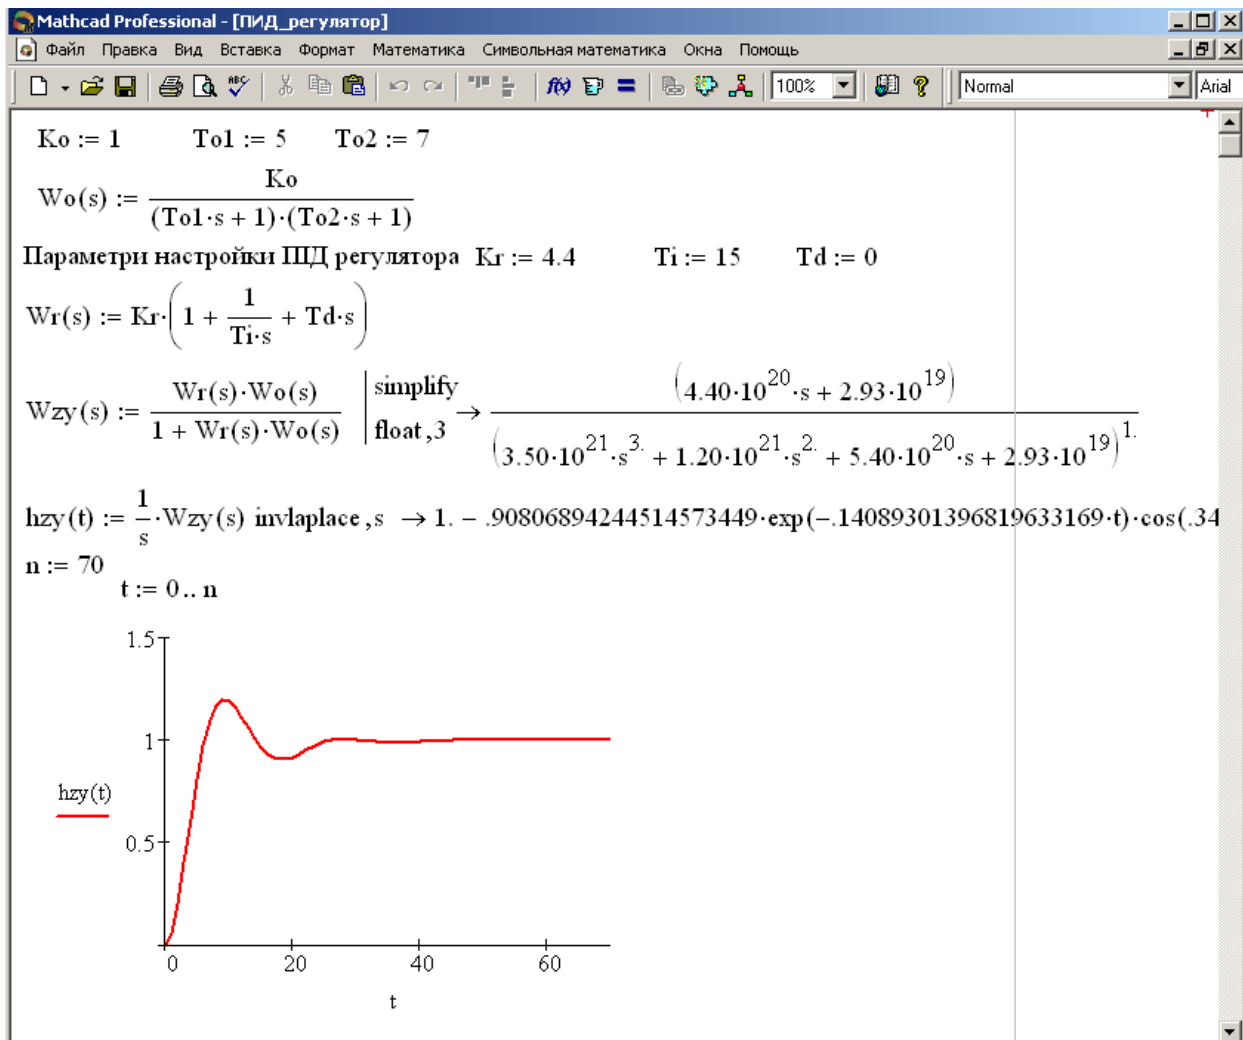 Mathcad Professional - [ПИД_регулятор]
Файл Правка Вид Вставка Формат Математика Символьная математика Окна Помощь
ABC f(x) = 100% ? Normal Arial
Ko := 1 To1 := 5 To2 := 7
Wo(s) := Ko / (To1·s + 1)·(To2·s + 1)
Параметри настройки ПІД регулятора Kr := 4.4 Ti := 15 Td := 0
Wr(s) := Kr·(1 + 1/(Ti·s) + Td·s)
Wzy(s) := Wr(s)·Wo(s) / 1 + Wr(s)·Wo(s) | simplify float ,3 → (4.40·10^20·s + 2.93·10^19) / (3.50·10^21·s^3. + 1.20·10^21·s^2. + 5.40·10^20·s + 2.93·10^19)^1.
hzy(t) := 1/s·Wzy(s) invlaplace ,s → 1. − .90806894244514573449·exp(−.14089301396819633169·t)·cos(.34
n := 70
t := 0 .. n
1.5
1
hzy(t)
0.5
0 20 40 60
t